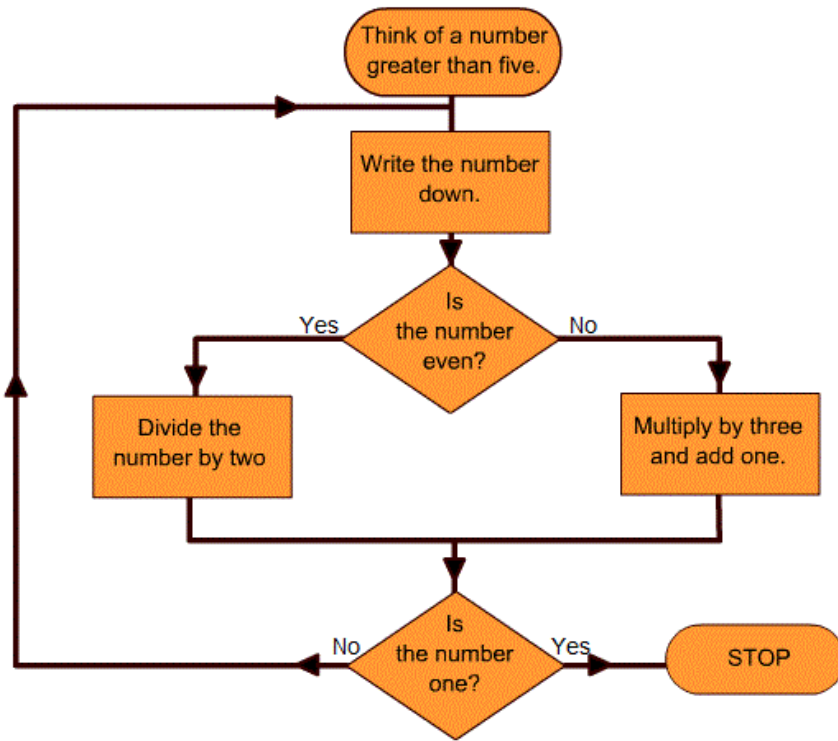 Think of a number
greater than five.
Write the number
down.
Is
the number
even?
Yes
No
Divide the
number by two
Multiply by three
and add one.
Is
the number
one?
No
Yes
STOP